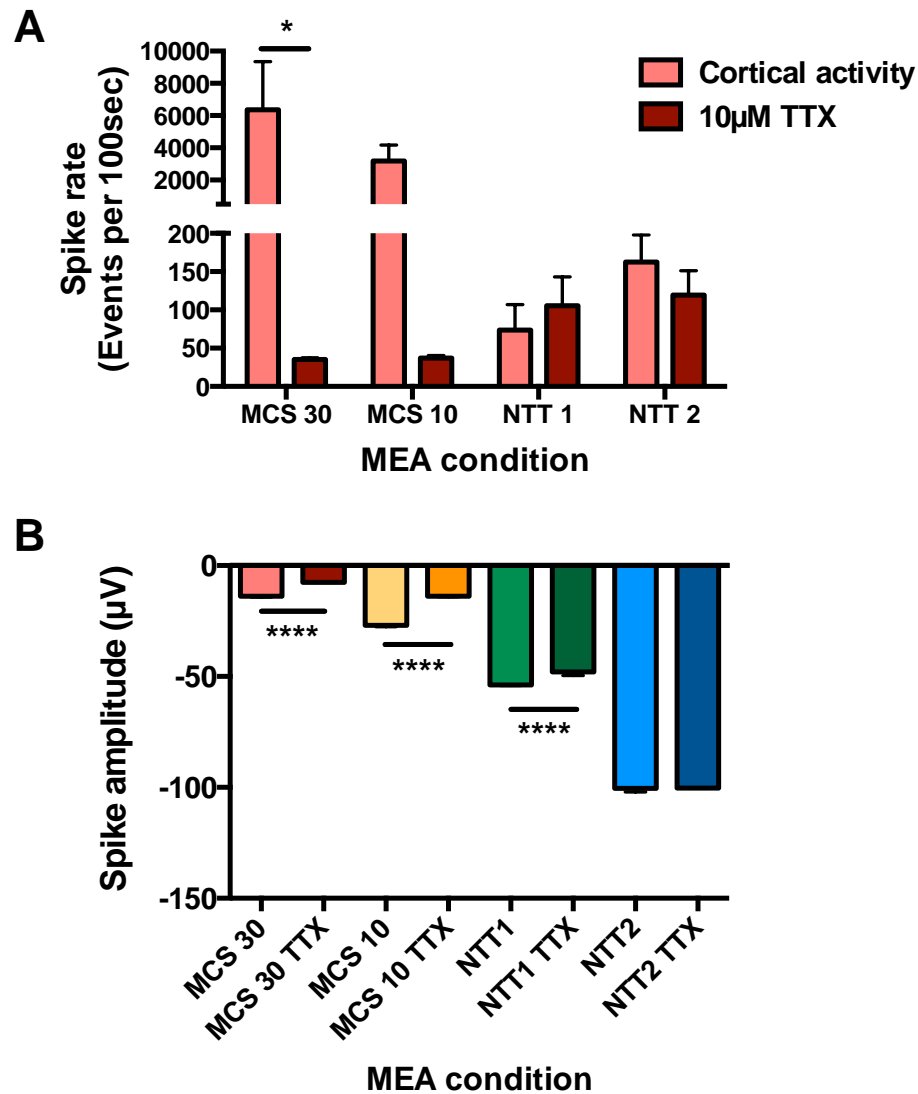 A
*
Cortical activity
10µM TTX
10000
8000
6000
4000
2000
200
150
100
50
0
Spike rate
(Events per 100sec)
MCS 30 MCS 10 NTT 1 NTT 2
MEA condition
B
0
-50
-100
-150
Spike amplitude (µV)
****
****
****
MCS 30
MCS 30 TTX
MCS 10
MCS 10 TTX
NTT1
NTT1 TTX
NTT2
NTT2 TTX
MEA condition